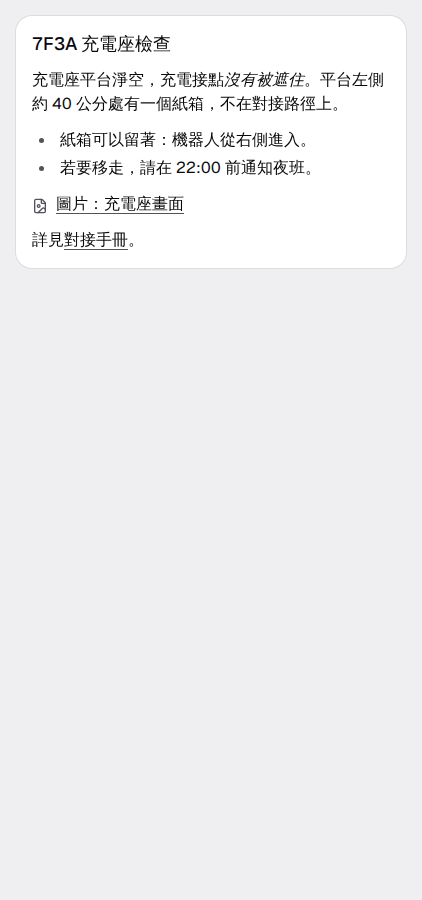 7F3A 充電座檢查
充電座平台淨空，充電接點沒有被遮住。平台左側
約 40 公分處有一個紙箱，不在對接路徑上。
紙箱可以留著：機器人從右側進入。
若要移走，請在 22:00 前通知夜班。
圖片：充電座畫面
詳見對接手冊。